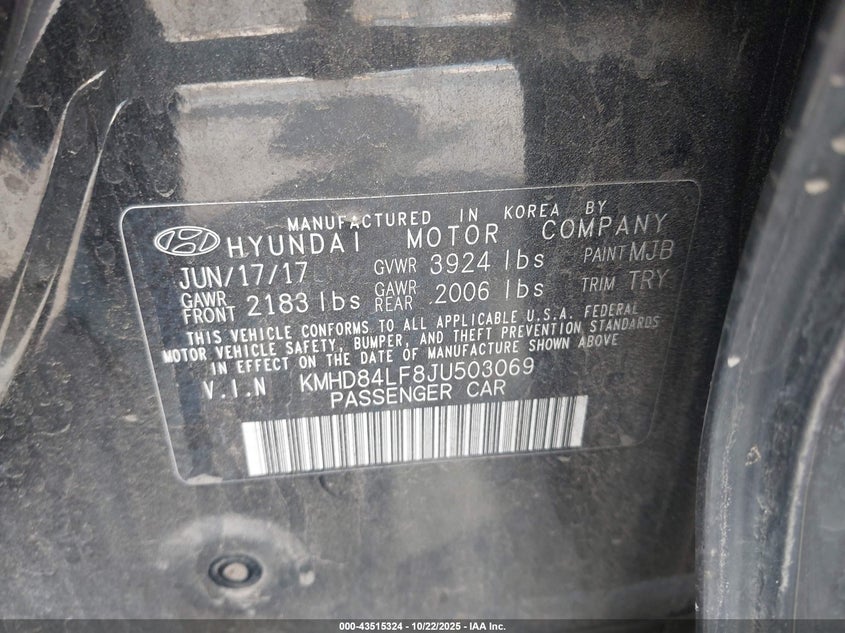 MANUFACTURED IN KOREA BY
HYUNDAI MOTOR COMPANY
JUN/17/17 GVWR 3924 lbs PAINT MJB
GAWR FRONT 2183 lbs GAWR REAR 2006 lbs TRIM TRY
THIS VEHICLE CONFORMS TO ALL APPLICABLE U.S.A. FEDERAL
MOTOR VEHICLE SAFETY, BUMPER, AND THEFT PREVENTION STANDARDS
IN EFFECT ON THE DATE OF MANUFACTURE SHOWN ABOVE
V.I.N KMHD84LF8JU503069
PASSENGER CAR
000-43515324 - 10/22/2025 - IAA Inc.